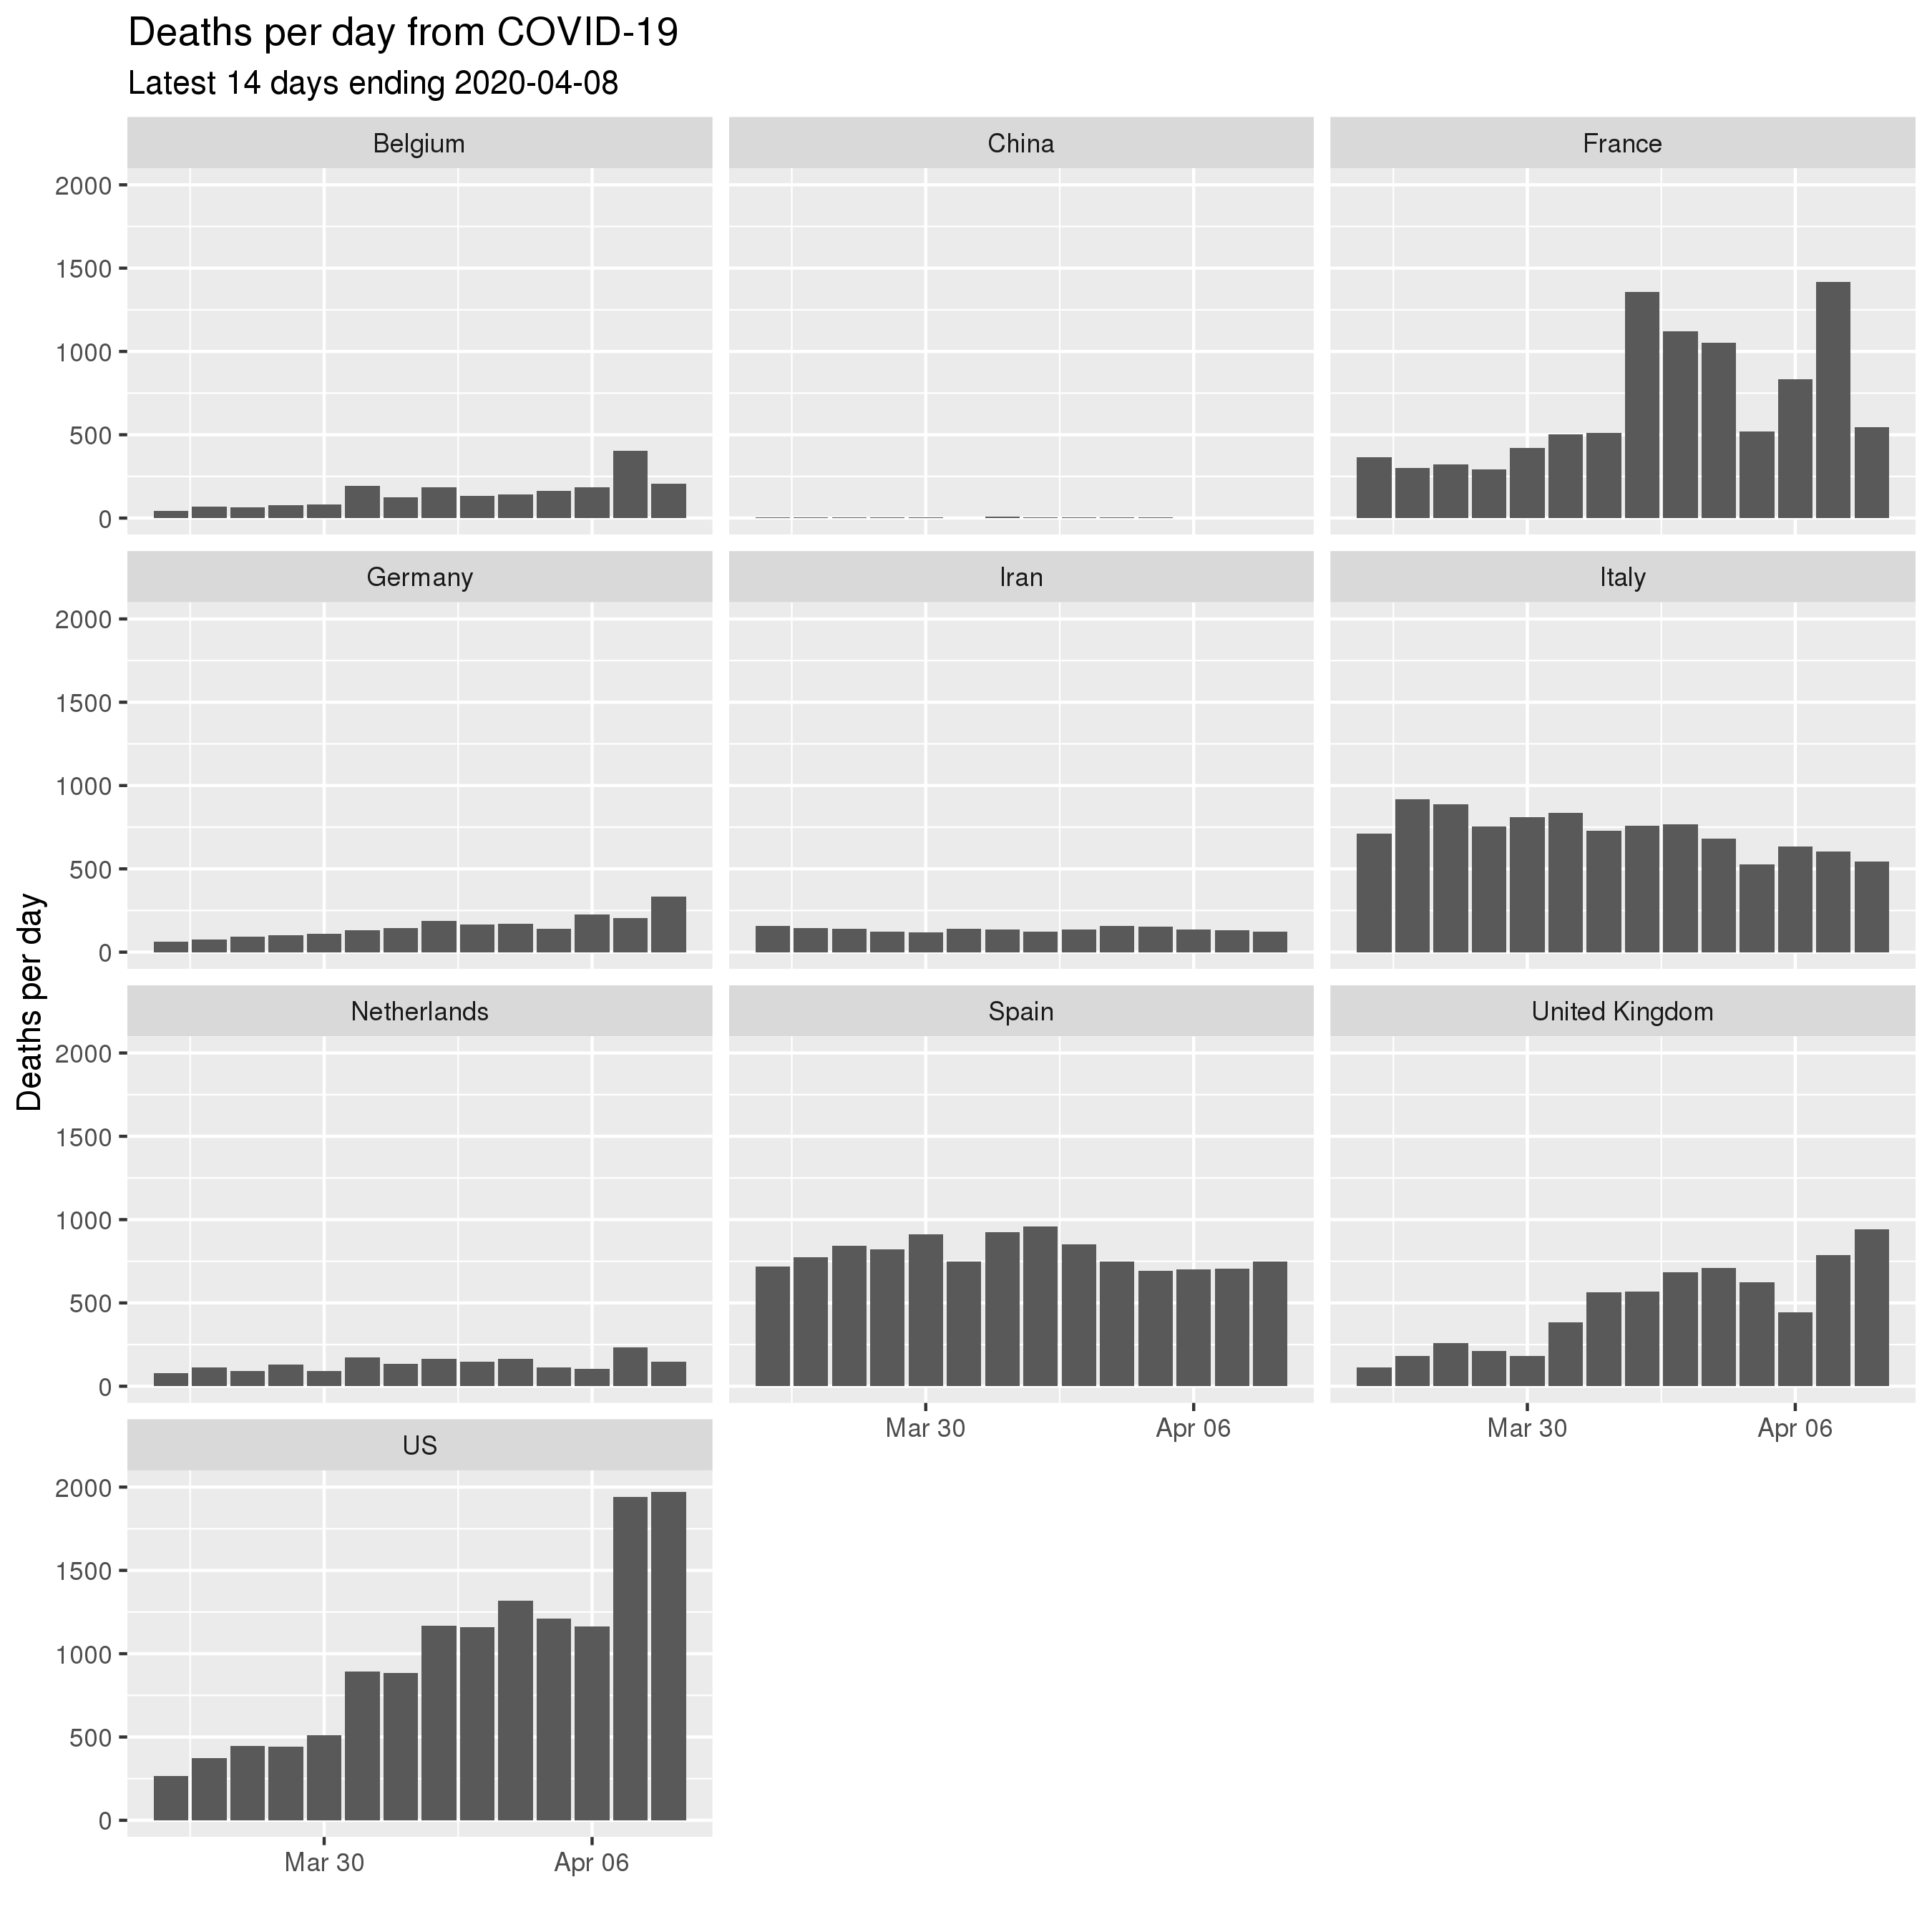 Deaths per day from COVID-19
Latest 14 days ending 2020-04-08
Belgium
China
France
2000
1500
1000
500
0
Germany
Iran
Italy
2000
1500
1000
500
0
Deaths per day
Netherlands
Spain
United Kingdom
2000
1500
1000
500
0
Mar 30
Apr 06
Mar 30
Apr 06
US
2000
1500
1000
500
0
Mar 30
Apr 06